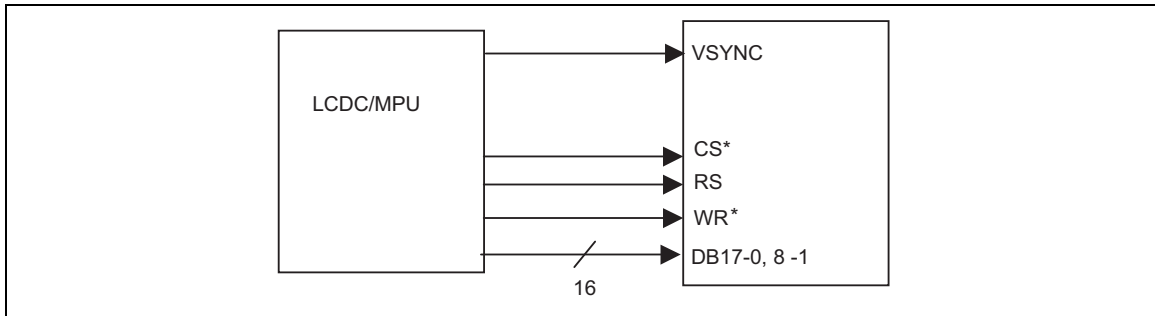 VSYNC
LCDC/MPU
CS*
RS
WR*
DB17-0, 8 -1
16